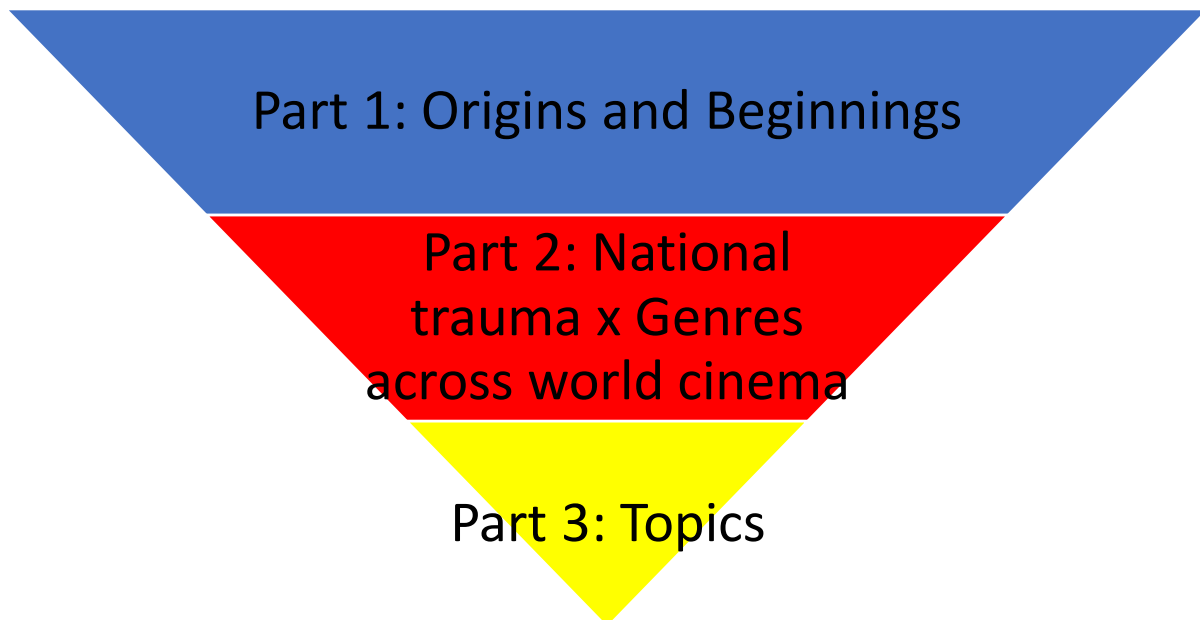 Part 1: Origins and Beginnings
Part 2: National
trauma x Genres
across world cinema
Part 3: Topics